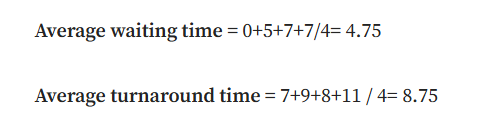 Average waiting time = 0+5+7+7/4= 4.75
Average turnaround time = 7+9+8+11 / 4= 8.75